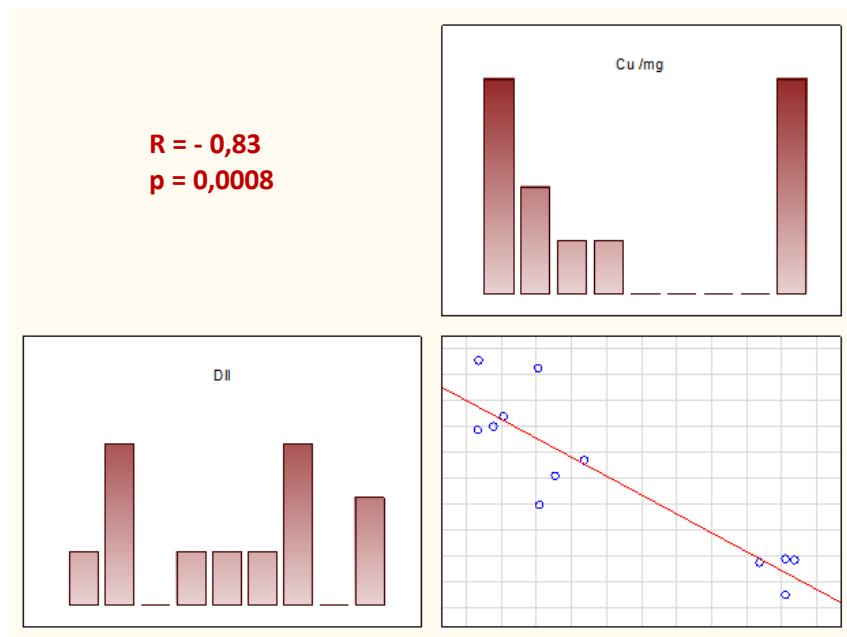 Cu /mg
R = - 0,83
p = 0,0008
DII